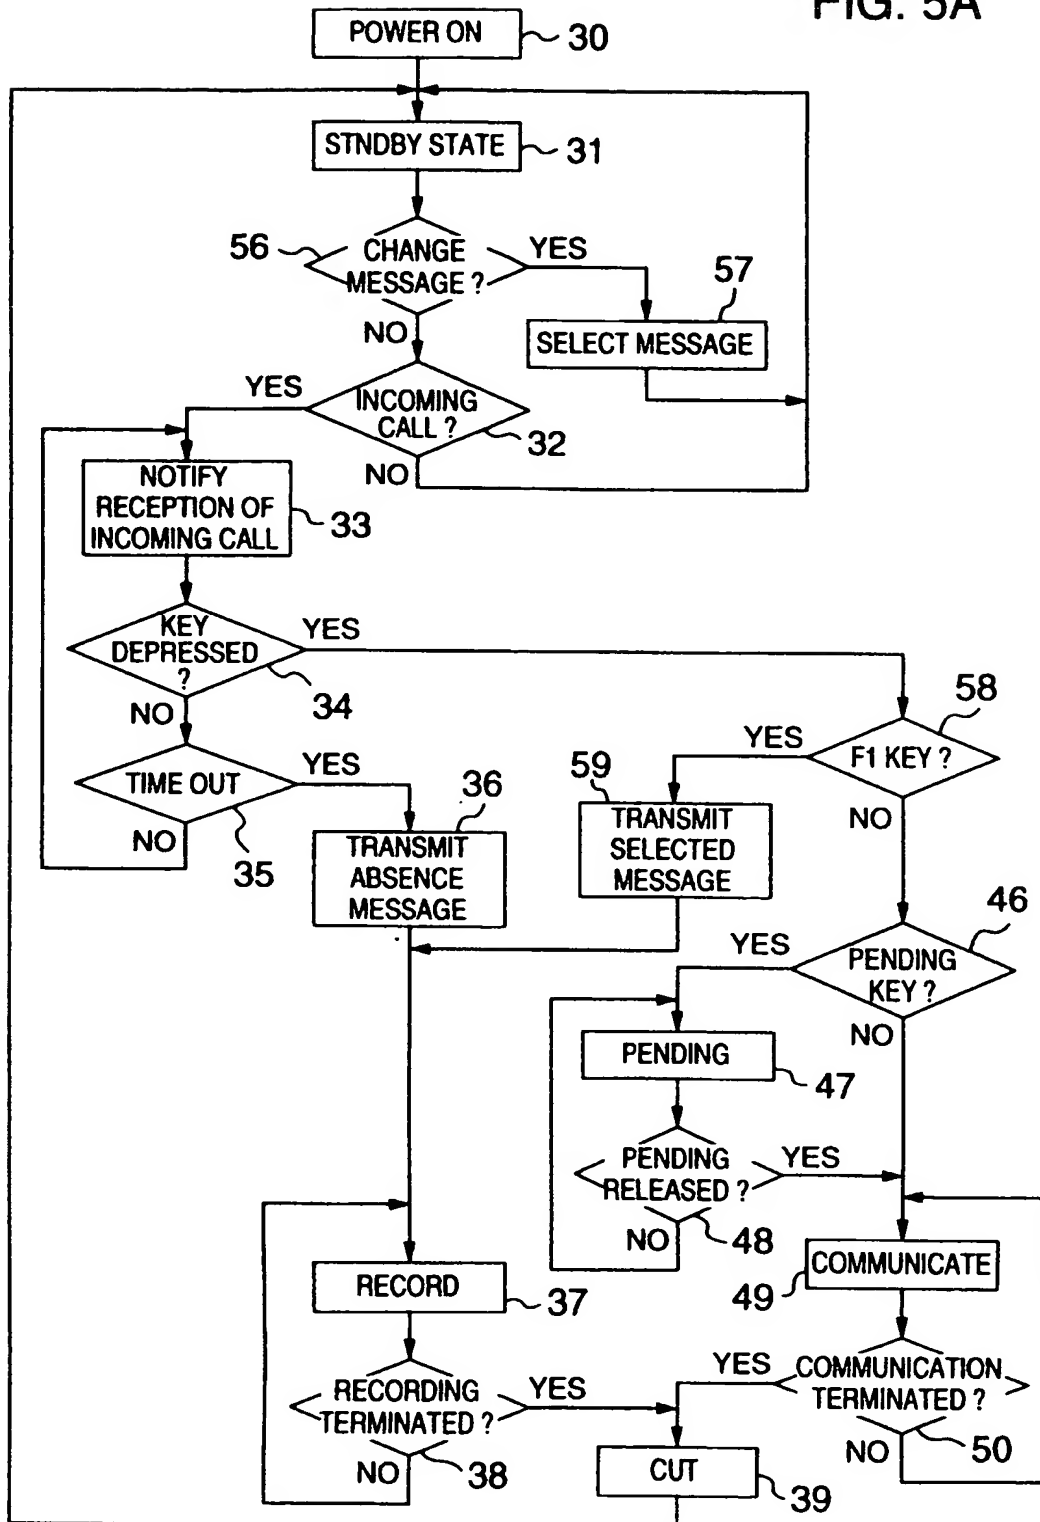 FIG. 5A
POWER ON
30
STNDBY STATE
31
56
CHANGE
MESSAGE ?
YES
57
NO
SELECT MESSAGE
YES
INCOMING
CALL ?
32
NO
NOTIFY
RECEPTION OF
INCOMING CALL
33
KEY
DEPRESSED
?
YES
34
NO
58
YES
F1 KEY ?
NO
TIME OUT
YES
35
NO
36
TRANSMIT
ABSENCE
MESSAGE
59
TRANSMIT
SELECTED
MESSAGE
46
YES
PENDING
KEY ?
NO
PENDING
47
PENDING
RELEASED ?
YES
NO
48
COMMUNICATE
49
RECORD
37
YES
COMMUNICATION
TERMINATED ?
NO
50
RECORDING
TERMINATED ?
YES
NO
38
CUT
39